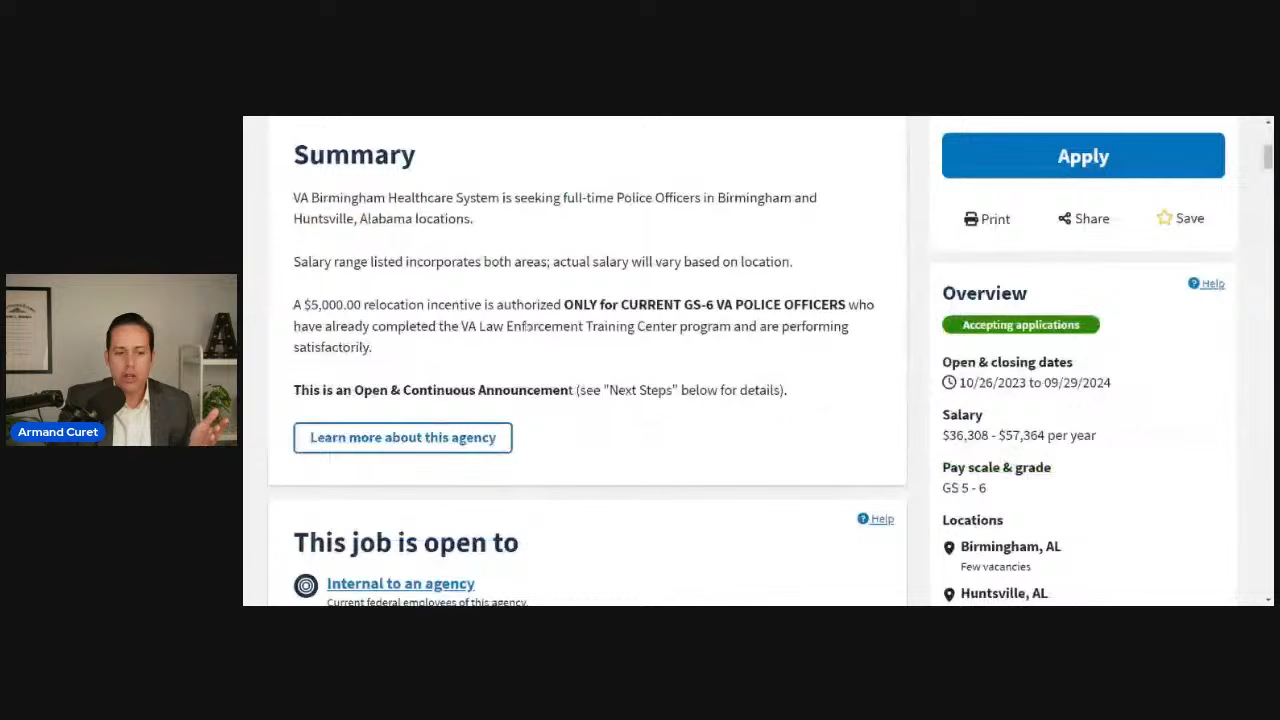 Summary
VA Birmingham Healthcare System is seeking full-time Police Officers in Birmingham and
Huntsville, Alabama locations.
Salary range listed incorporates both areas; actual salary will vary based on location.
A $5,000.00 relocation incentive is authorized ONLY for CURRENT GS-6 VA POLICE OFFICERS who
have already completed the VA Law Enforcement Training Center program and are performing
satisfactorily.
This is an Open & Continuous Announcement (see "Next Steps" below for details).
Learn more about this agency
Help
This job is open to
Internal to an agency
Current federal employees of this agency.
Apply
Print Share Save
Help
Overview
Accepting applications
Open & closing dates
10/26/2023 to 09/29/2024
Salary
$36,308 - $57,364 per year
Pay scale & grade
GS 5 - 6
Locations
Birmingham, AL
Few vacancies
Huntsville, AL
Armand Curet